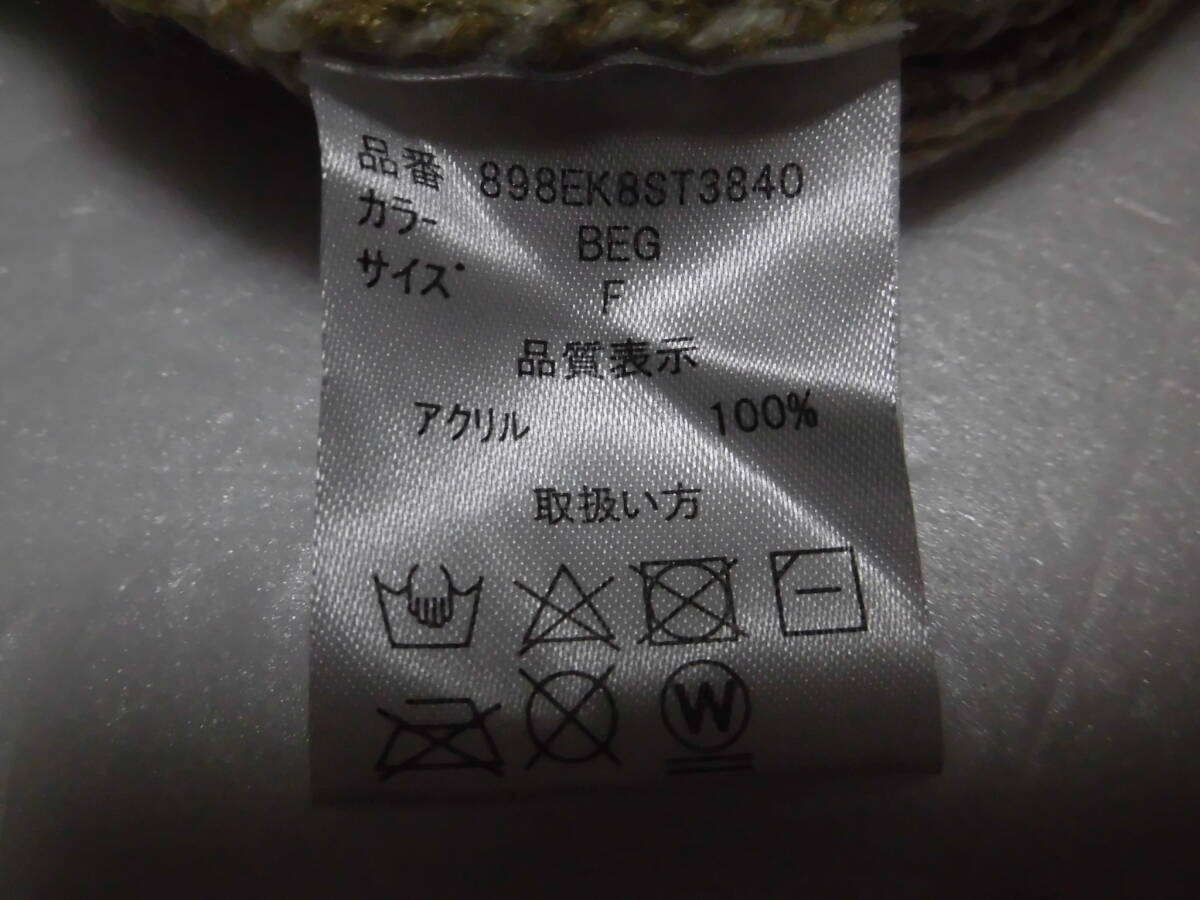 品番 898EK8ST3840
カラー BEG
サイズ F
品質表示
アクリル 100%
取扱い方
W